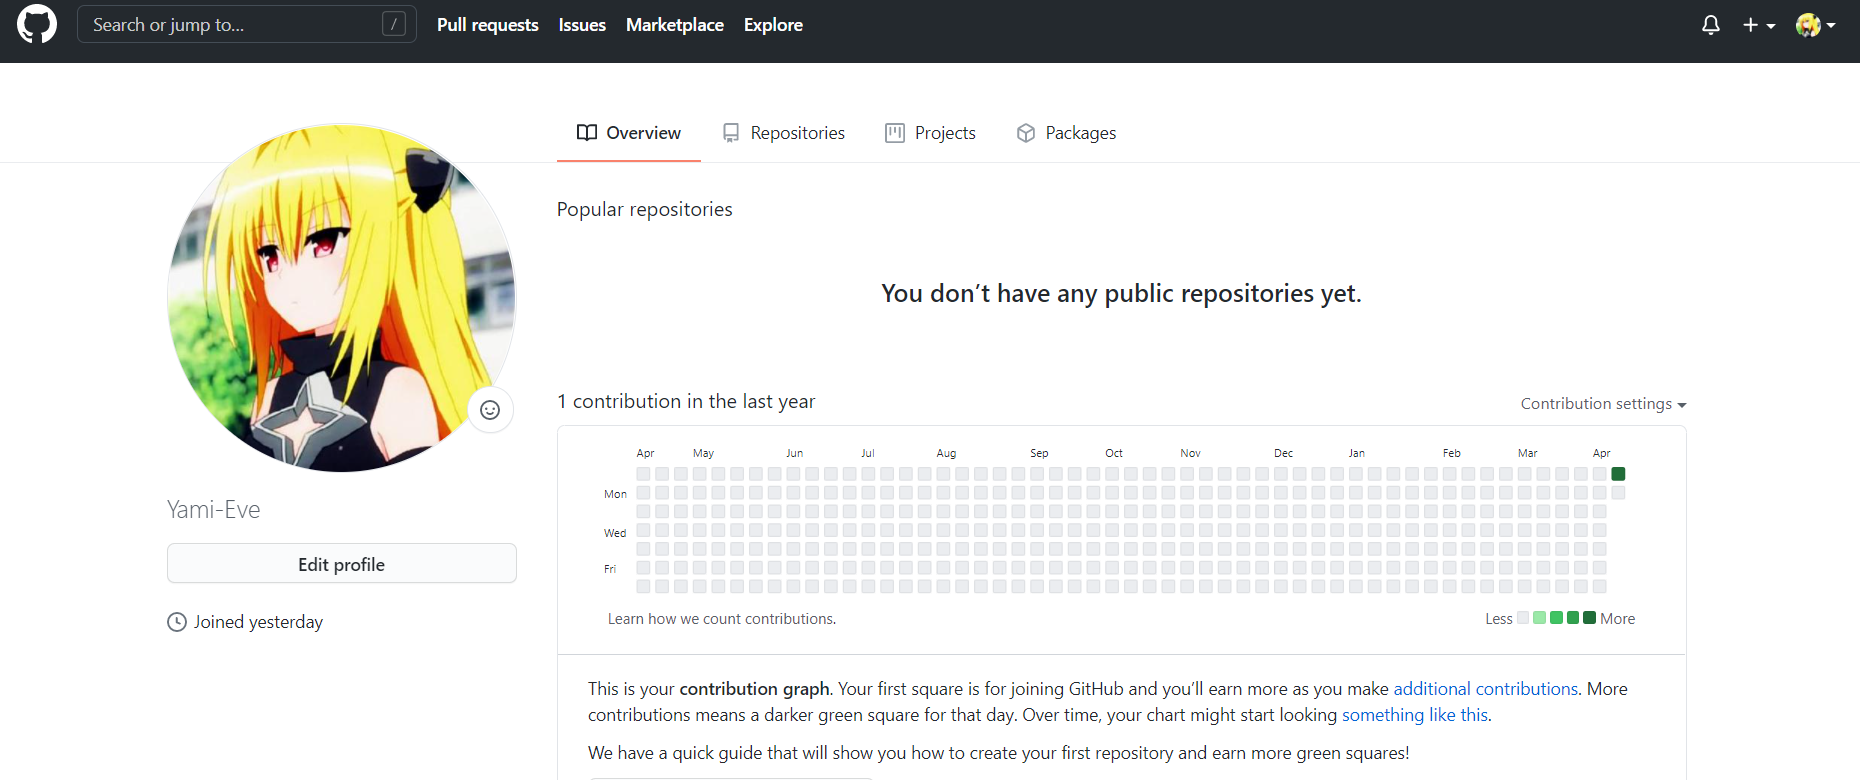 Search or jump to... / Pull requests Issues Marketplace Explore
Overview Repositories Projects Packages
Popular repositories
You don’t have any public repositories yet.
1 contribution in the last year
Contribution settings
Apr May Jun Jul Aug Sep Oct Nov Dec Jan Feb Mar Apr
Mon
Wed
Fri
Learn how we count contributions.
Less More
Yami-Eve
Edit profile
Joined yesterday
This is your contribution graph. Your first square is for joining GitHub and you’ll earn more as you make additional contributions. More
contributions means a darker green square for that day. Over time, your chart might start looking something like this.
We have a quick guide that will show you how to create your first repository and earn more green squares!